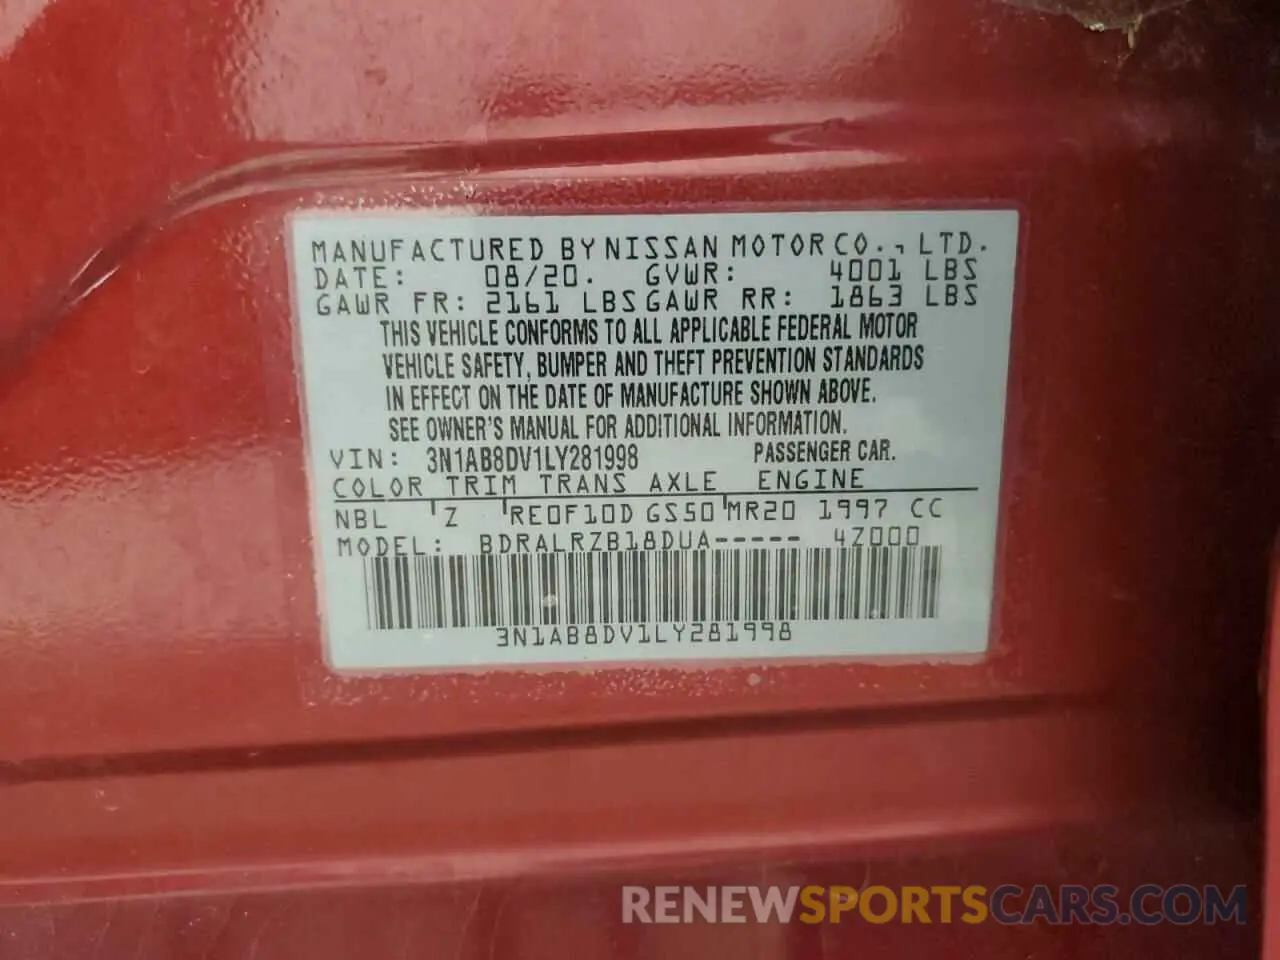 MANUFACTURED BY NISSAN MOTOR CO., LTD.
DATE: 08/20. GVWR: 4001 LBS
GAWR FR: 2161 LBS GAWR RR: 1863 LBS
THIS VEHICLE CONFORMS TO ALL APPLICABLE FEDERAL MOTOR
VEHICLE SAFETY, BUMPER AND THEFT PREVENTION STANDARDS
IN EFFECT ON THE DATE OF MANUFACTURE SHOWN ABOVE.
SEE OWNER'S MANUAL FOR ADDITIONAL INFORMATION.
VIN: 3N1AB8DV1LY281998 PASSENGER CAR.
COLOR TRIM TRANS AXLE ENGINE
NBL Z RE0F10D GS50 MR20 1997 CC
MODEL: BDRALRZB18DUA----- 4Z000
3N1AB8DV1LY281998
RENEWSPORTSCARS.COM